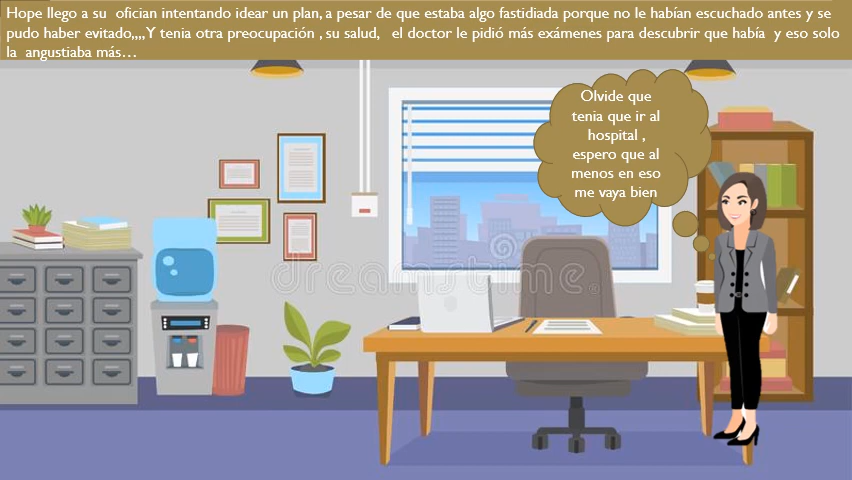 Hope llego a su ofician intentando idear un plan, a pesar de que estaba algo fastidiada porque no le habían escuchado antes y se
pudo haber evitado,,,,Y tenia otra preocupación , su salud, el doctor le pidió más exámenes para descubrir que había y eso solo
la angustiaba más…
Olvide que
tenia que ir al
hospital ,
espero que al
menos en eso
me vaya bien
dreamstime